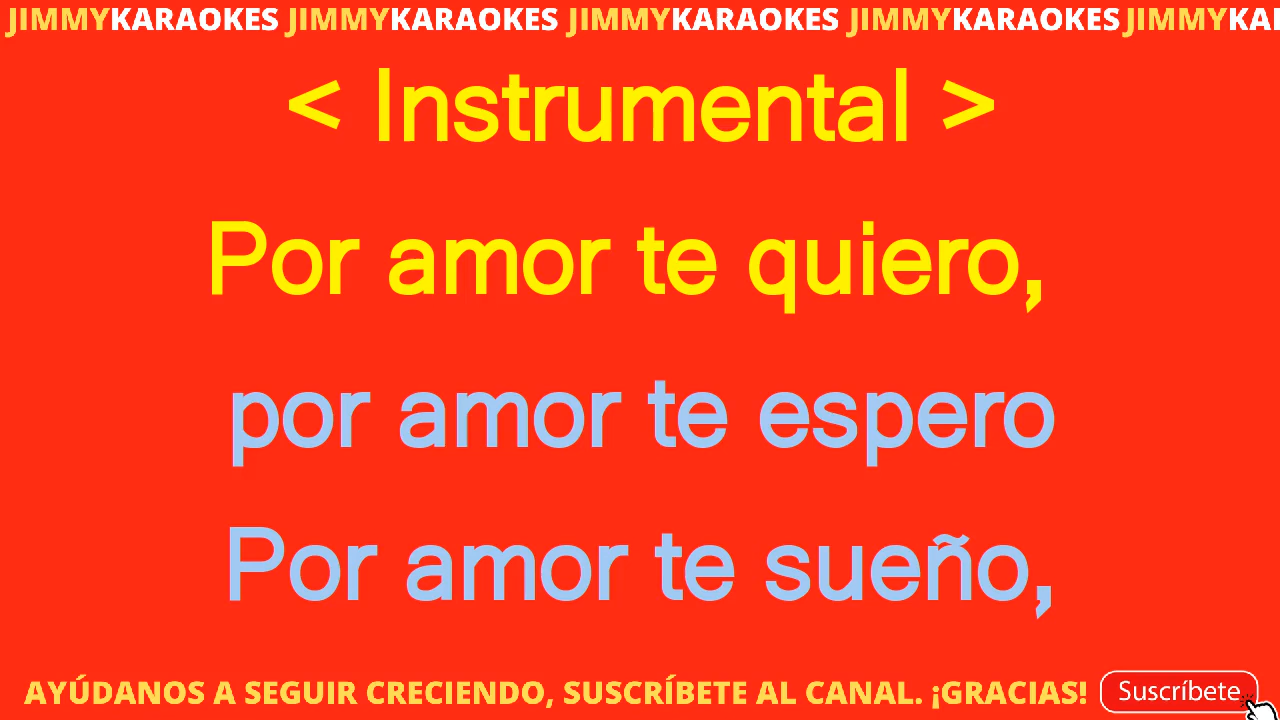 JIMMYKARAOKES JIMMYKARAOKES JIMMYKARAOKES JIMMYKARAOKES JIMMYKA
< Instrumental >
Por amor te quiero,
por amor te espero
Por amor te sueño,
AYÚDANOS A SEGUIR CRECIENDO, SUSCRÍBETE AL CANAL. ¡GRACIAS! Suscríbete